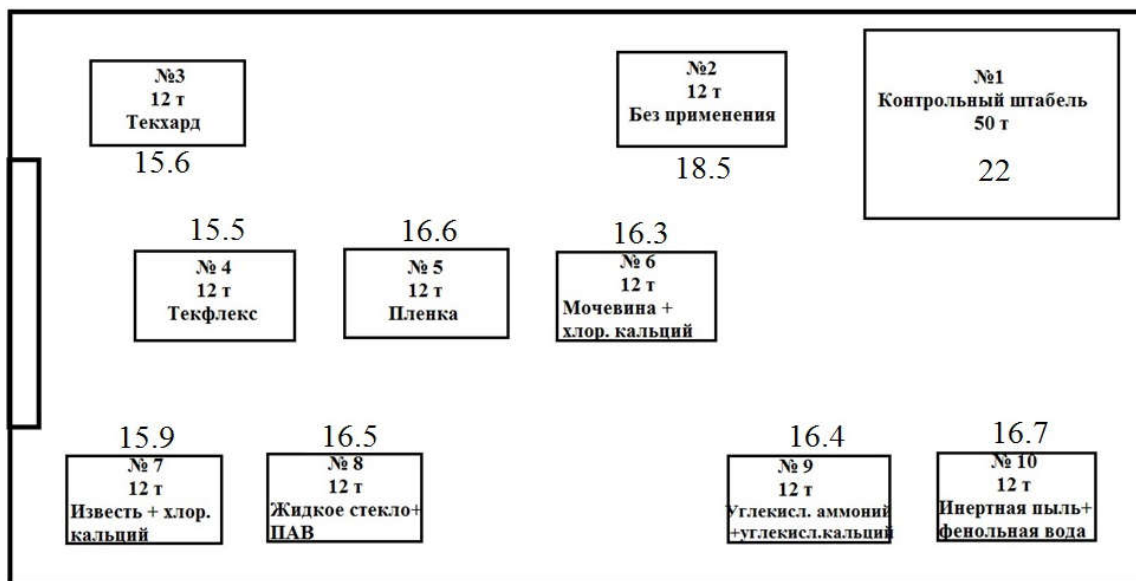 №3
12 т
Текхард
15.6
№2
12 т
Без применения
18.5
№1
Контрольный штабель
50 т
22
15.5
№ 4
12 т
Текфлекс
16.6
№ 5
12 т
Пленка
16.3
№ 6
12 т
Мочевина +
хлор. кальций
15.9
№ 7
12 т
Известь + хлор.
кальций
16.5
№ 8
12 т
Жидкое стекло+
ПАВ
16.4
№ 9
12 т
Углекисл. аммоний
+углекисл.кальций
16.7
№ 10
12 т
Инертная пыль+
фенольная вода